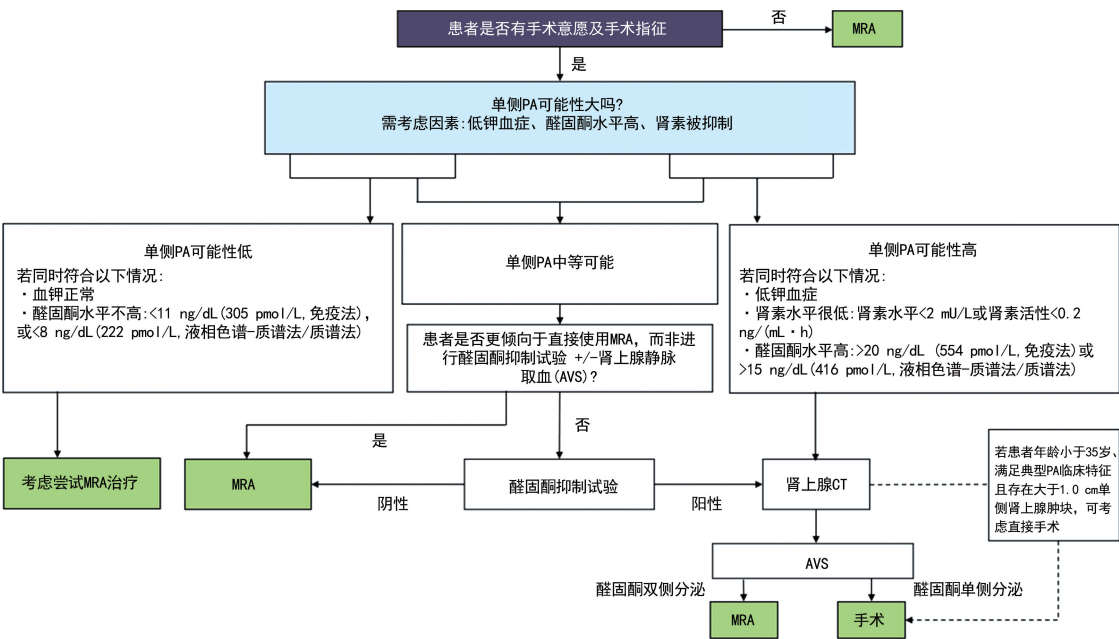 患者是否有手术意愿及手术指征
否
MRA
是
单侧PA可能性大吗?
需考虑因素:低钾血症、醛固酮水平高、肾素被抑制
单侧PA可能性低
若同时符合以下情况:
·血钾正常
·醛固酮水平不高:<11 ng/dL(305 pmol/L,免疫法),
或<8 ng/dL(222 pmol/L,液相色谱-质谱法/质谱法)
单侧PA中等可能
单侧PA可能性高
若同时符合以下情况:
·低钾血症
·肾素水平很低:肾素水平<2 mU/L或肾素活性<0.2
ng/(mL·h)
·醛固酮水平高:>20 ng/dL (554 pmol/L,免疫法)或
>15 ng/dL(416 pmol/L,液相色谱-质谱法/质谱法)
患者是否更倾向于直接使用MRA，而非进
行醛固酮抑制试验 +/-肾上腺静脉
取血(AVS)?
是
否
考虑尝试MRA治疗
MRA
阴性
醛固酮抑制试验
阳性
肾上腺CT
若患者年龄小于35岁、
满足典型PA临床特征
且存在大于1.0 cm单
侧肾上腺肿块，可考
虑直接手术
AVS
醛固酮双侧分泌
醛固酮单侧分泌
MRA
手术